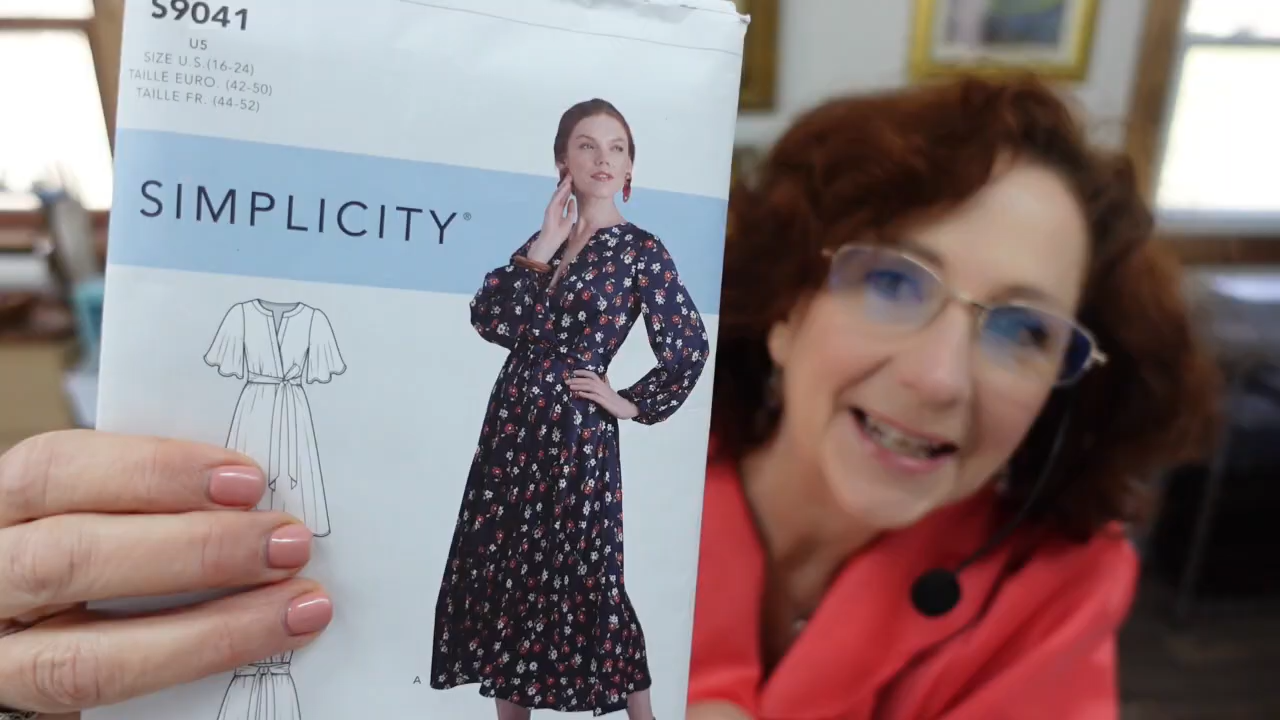 S9041
US
SIZE U.S.(16-24)
TAILLE EURO. (42-50)
TAILLE FR. (44-52)
SIMPLICITY®
A